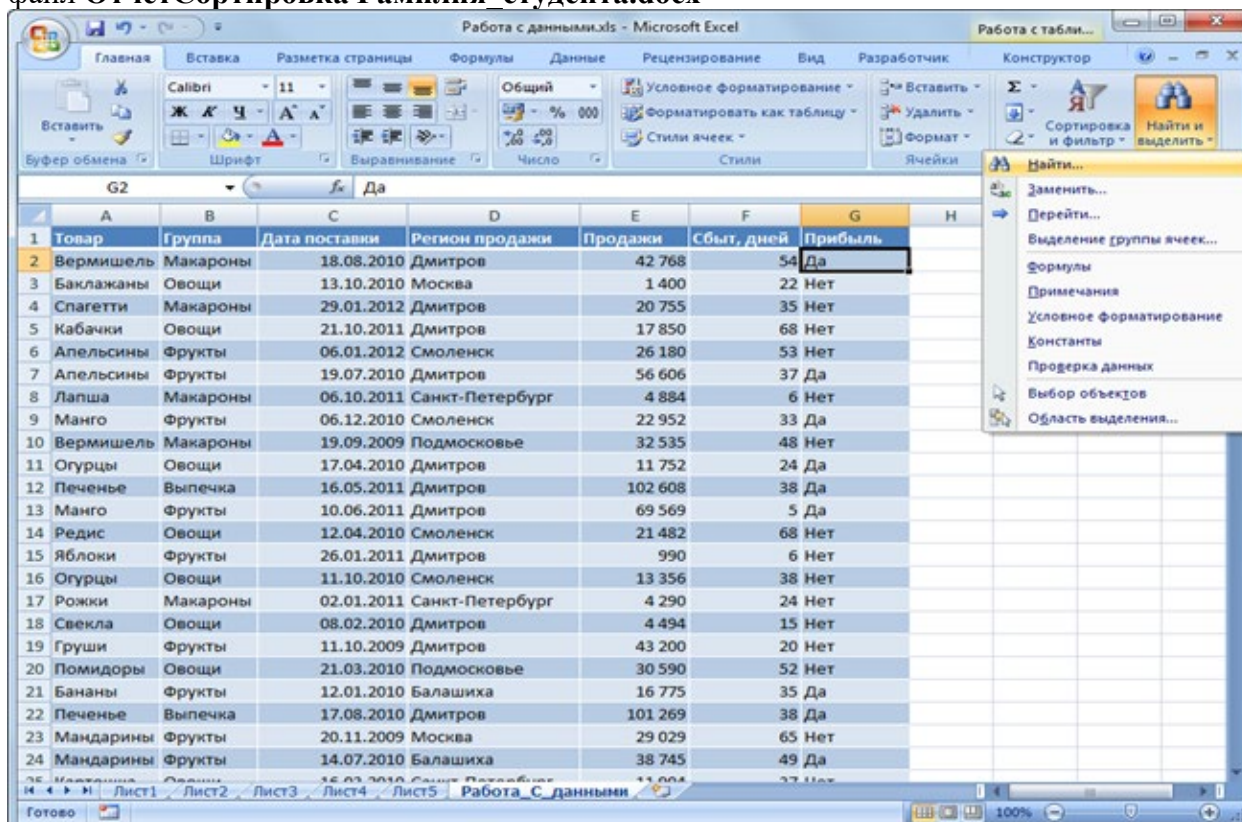 файл ОтчетСортировка Фамилия_студента.docx
Работа с данными.xls - Microsoft Excel
Работа с табли...
Главная Вставка Разметка страницы Формулы Данные Рецензирование Вид Разработчик Конструктор
Вставить
Буфер обмена
Calibri 11
Ж К Ч
Шрифт
Выравнивание
Общий
% 000
Число
Условное форматирование
Форматировать как таблицу
Стили ячеек
Стили
Вставить
Удалить
Формат
Ячейки
Σ
Сортировка и фильтр
Найти и выделить
Найти...
Заменить...
Перейти...
Выделение группы ячеек...
Формулы
Примечания
Условное форматирование
Константы
Проверка данных
Выбор объектов
Область выделения...
G2 fx Да
A B C D E F G H
1 Товар Группа Дата поставки Регион продажи Продажи Сбыт, дней Прибыль
2 Вермишель Макароны 18.08.2010 Дмитров 42 768 54 Да
3 Баклажаны Овощи 13.10.2010 Москва 1 400 22 Нет
4 Спагетти Макароны 29.01.2012 Дмитров 20 755 35 Нет
5 Кабачки Овощи 21.10.2011 Дмитров 17 850 68 Нет
6 Апельсины Фрукты 06.01.2012 Смоленск 26 180 53 Нет
7 Апельсины Фрукты 19.07.2010 Дмитров 56 606 37 Да
8 Лапша Макароны 06.10.2011 Санкт-Петербург 4 884 6 Нет
9 Манго Фрукты 06.12.2010 Смоленск 22 952 33 Да
10 Вермишель Макароны 19.09.2009 Подмосковье 32 535 48 Нет
11 Огурцы Овощи 17.04.2010 Дмитров 11 752 24 Да
12 Печенье Выпечка 16.05.2011 Дмитров 102 608 38 Да
13 Манго Фрукты 10.06.2011 Дмитров 69 569 5 Да
14 Редис Овощи 12.04.2010 Смоленск 21 482 68 Нет
15 Яблоки Фрукты 26.01.2011 Дмитров 990 6 Нет
16 Огурцы Овощи 11.10.2010 Смоленск 13 356 38 Нет
17 Рожки Макароны 02.01.2011 Санкт-Петербург 4 290 24 Нет
18 Свекла Овощи 08.02.2010 Дмитров 4 494 15 Нет
19 Груши Фрукты 11.10.2009 Дмитров 43 200 20 Нет
20 Помидоры Овощи 21.03.2010 Подмосковье 30 590 52 Нет
21 Бананы Фрукты 12.01.2010 Балашиха 16 775 35 Да
22 Печенье Выпечка 17.08.2010 Дмитров 101 269 38 Да
23 Мандарины Фрукты 20.11.2009 Москва 29 029 65 Нет
24 Мандарины Фрукты 14.07.2010 Балашиха 38 745 49 Да
Лист1 Лист2 Лист3 Лист4 Лист5 Работа_С_данными
Готово 100%